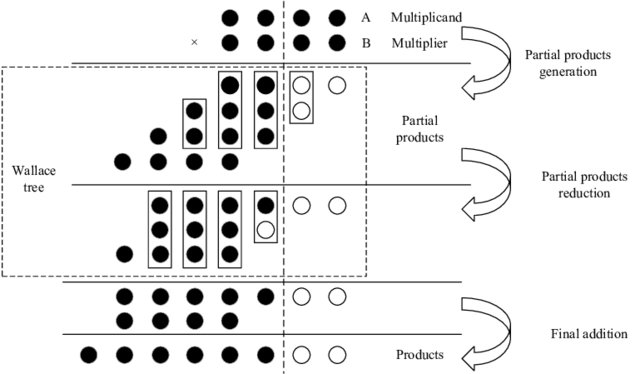 A Multiplicand
× B Multiplier
Partial products
generation
Partial
products
Wallace
tree
Partial products
reduction
Final addition
Products